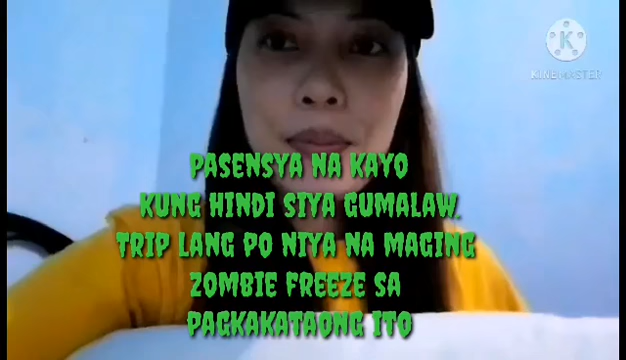 KINEMASTER
PASENSYA NA KAYO
KUNG HINDI SIYA GUMALAW.
TRIP LANG PO NIYA NA MAGING
ZOMBIE FREEZE SA
PAGKAKATAONG ITO